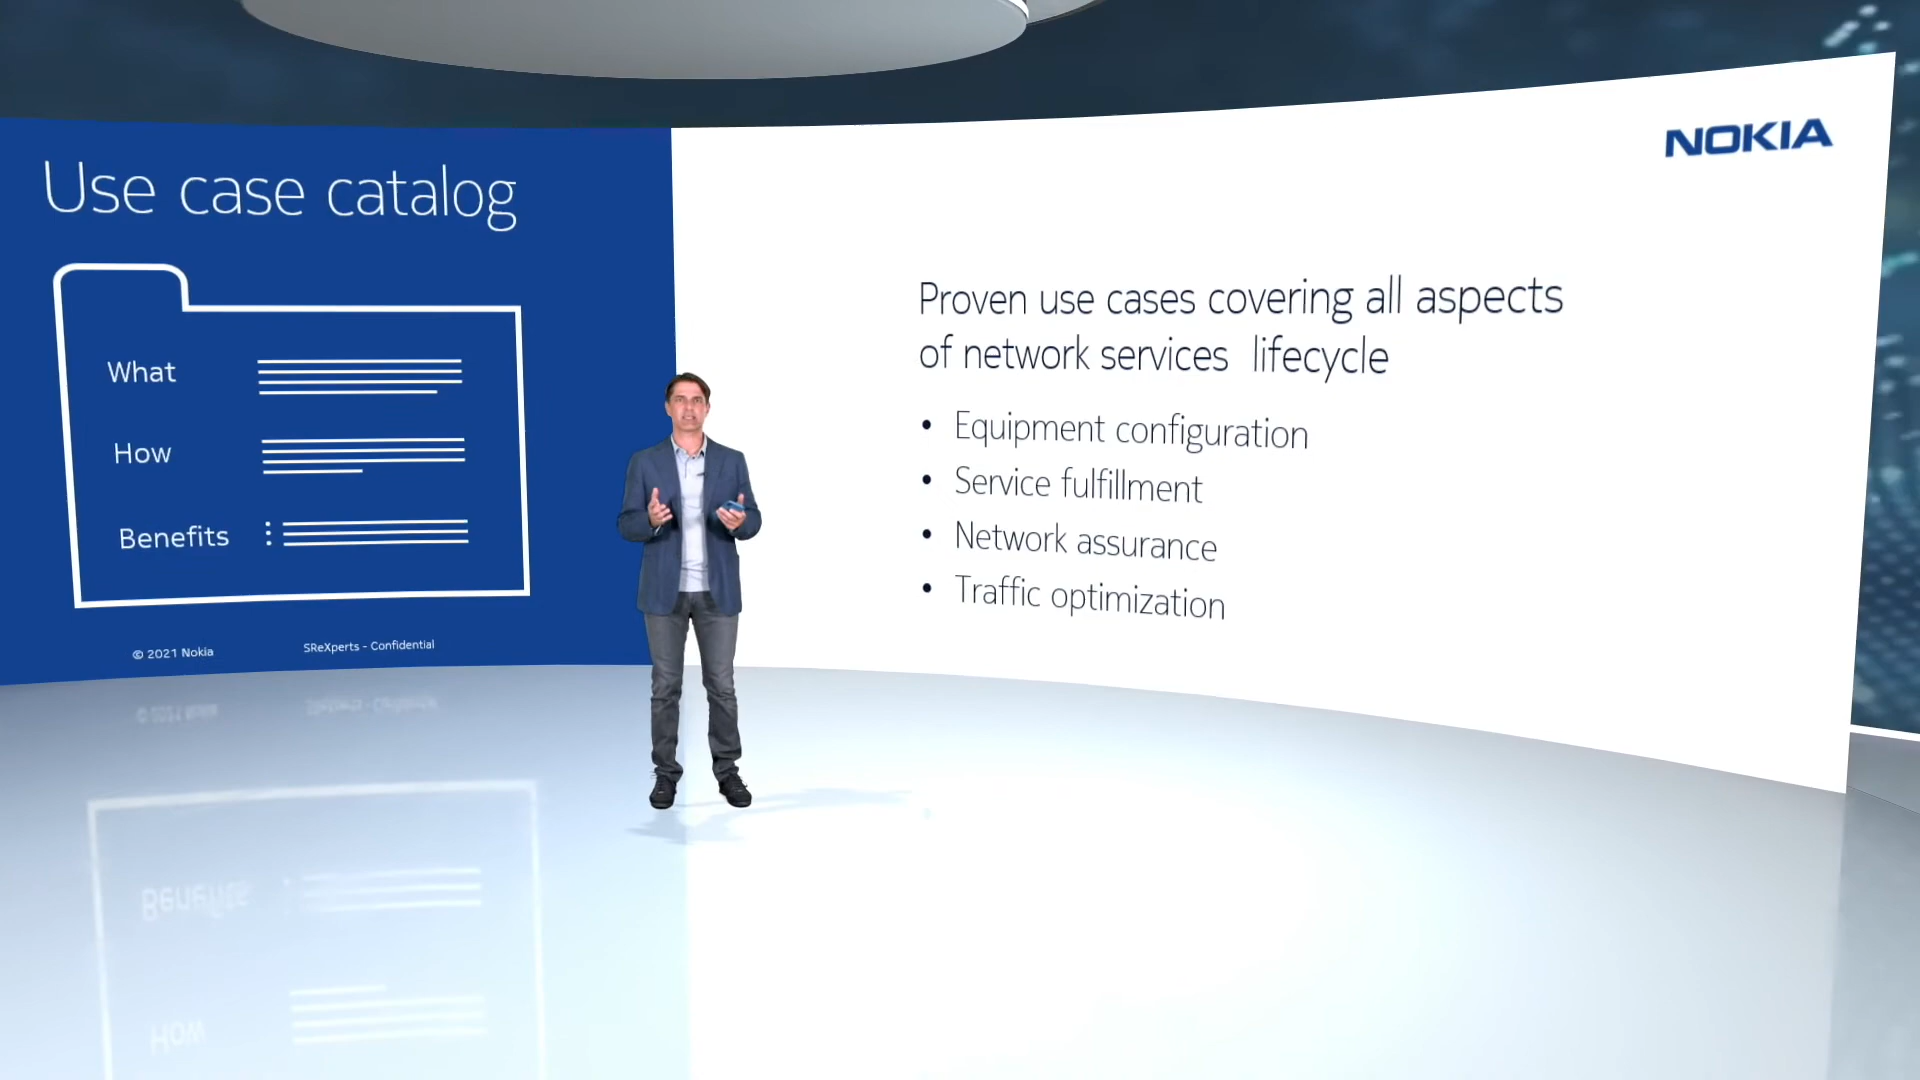 Use case catalog
What
How
Benefits
© 2021 Nokia
SReXperts - Confidential
NOKIA
Proven use cases covering all aspects
of network services lifecycle
• Equipment configuration
• Service fulfillment
• Network assurance
• Traffic optimization